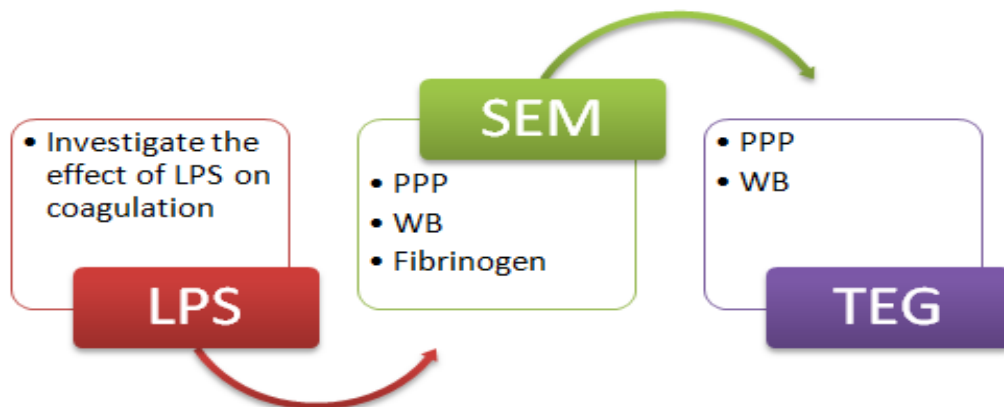 • Investigate the
effect of LPS on
coagulation
LPS
SEM
• PPP
• WB
• Fibrinogen
• PPP
• WB
TEG